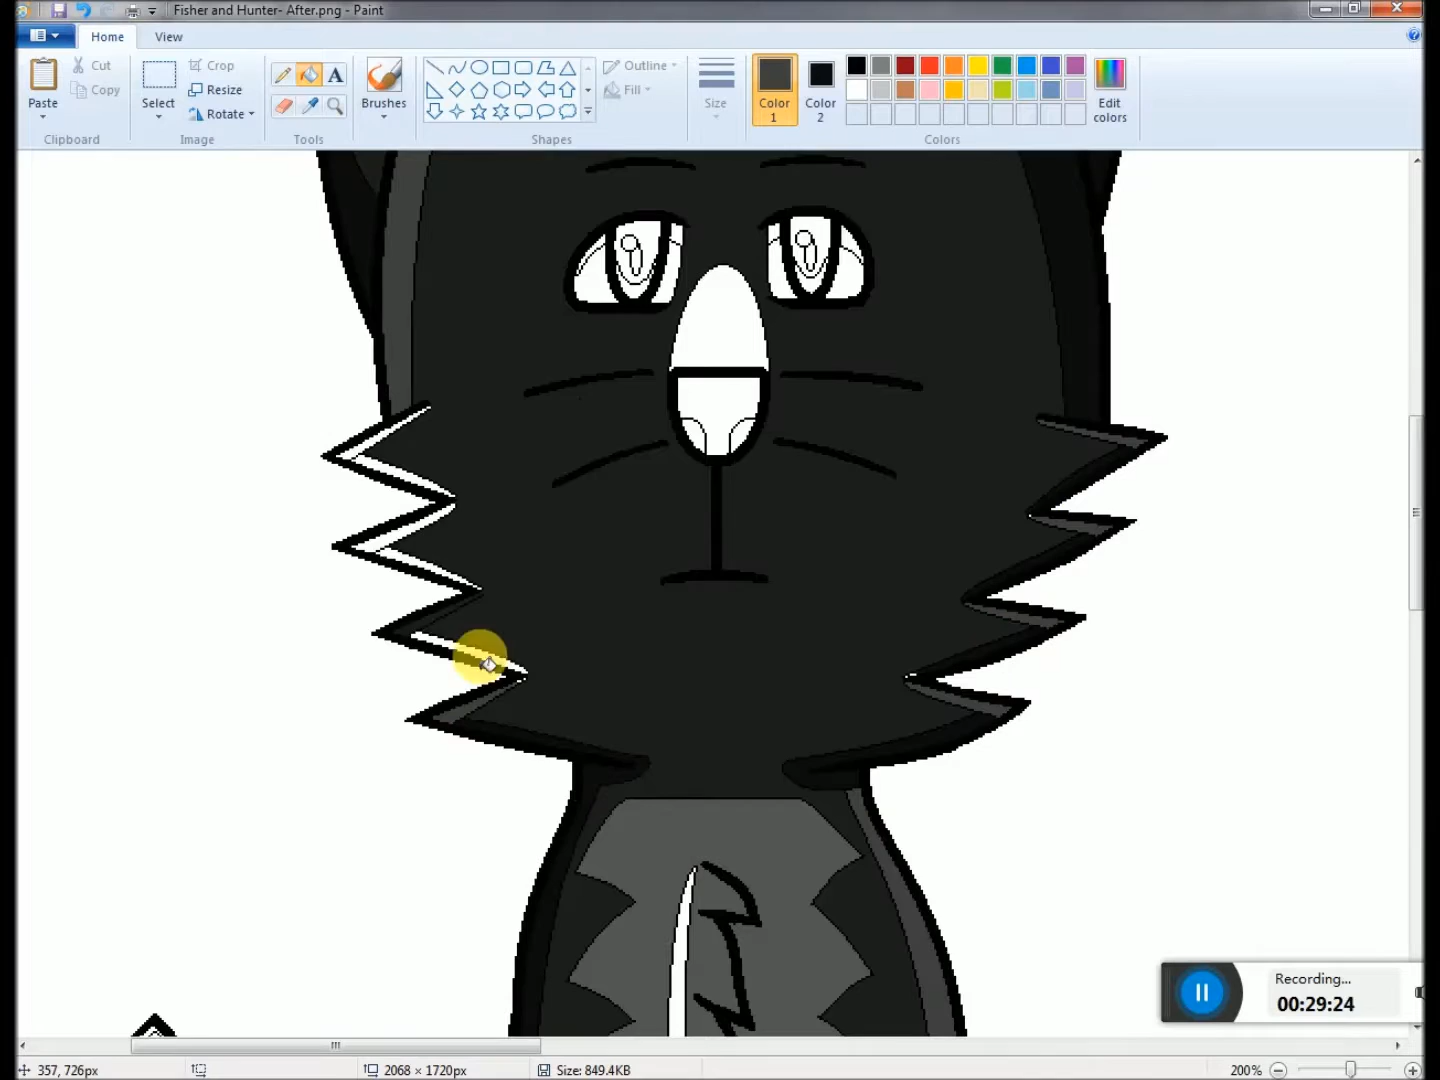 Fisher and Hunter- After.png - Paint
Home View
Paste
Cut
Copy
Clipboard
Select
Crop
Resize
Rotate
Image
A
Tools
Brushes
Outline
Fill
Shapes
Size
Color 1
Color 2
Edit colors
Colors
Recording...
00:29:24
357, 726px
2068 × 1720px
Size: 849.4KB
200%